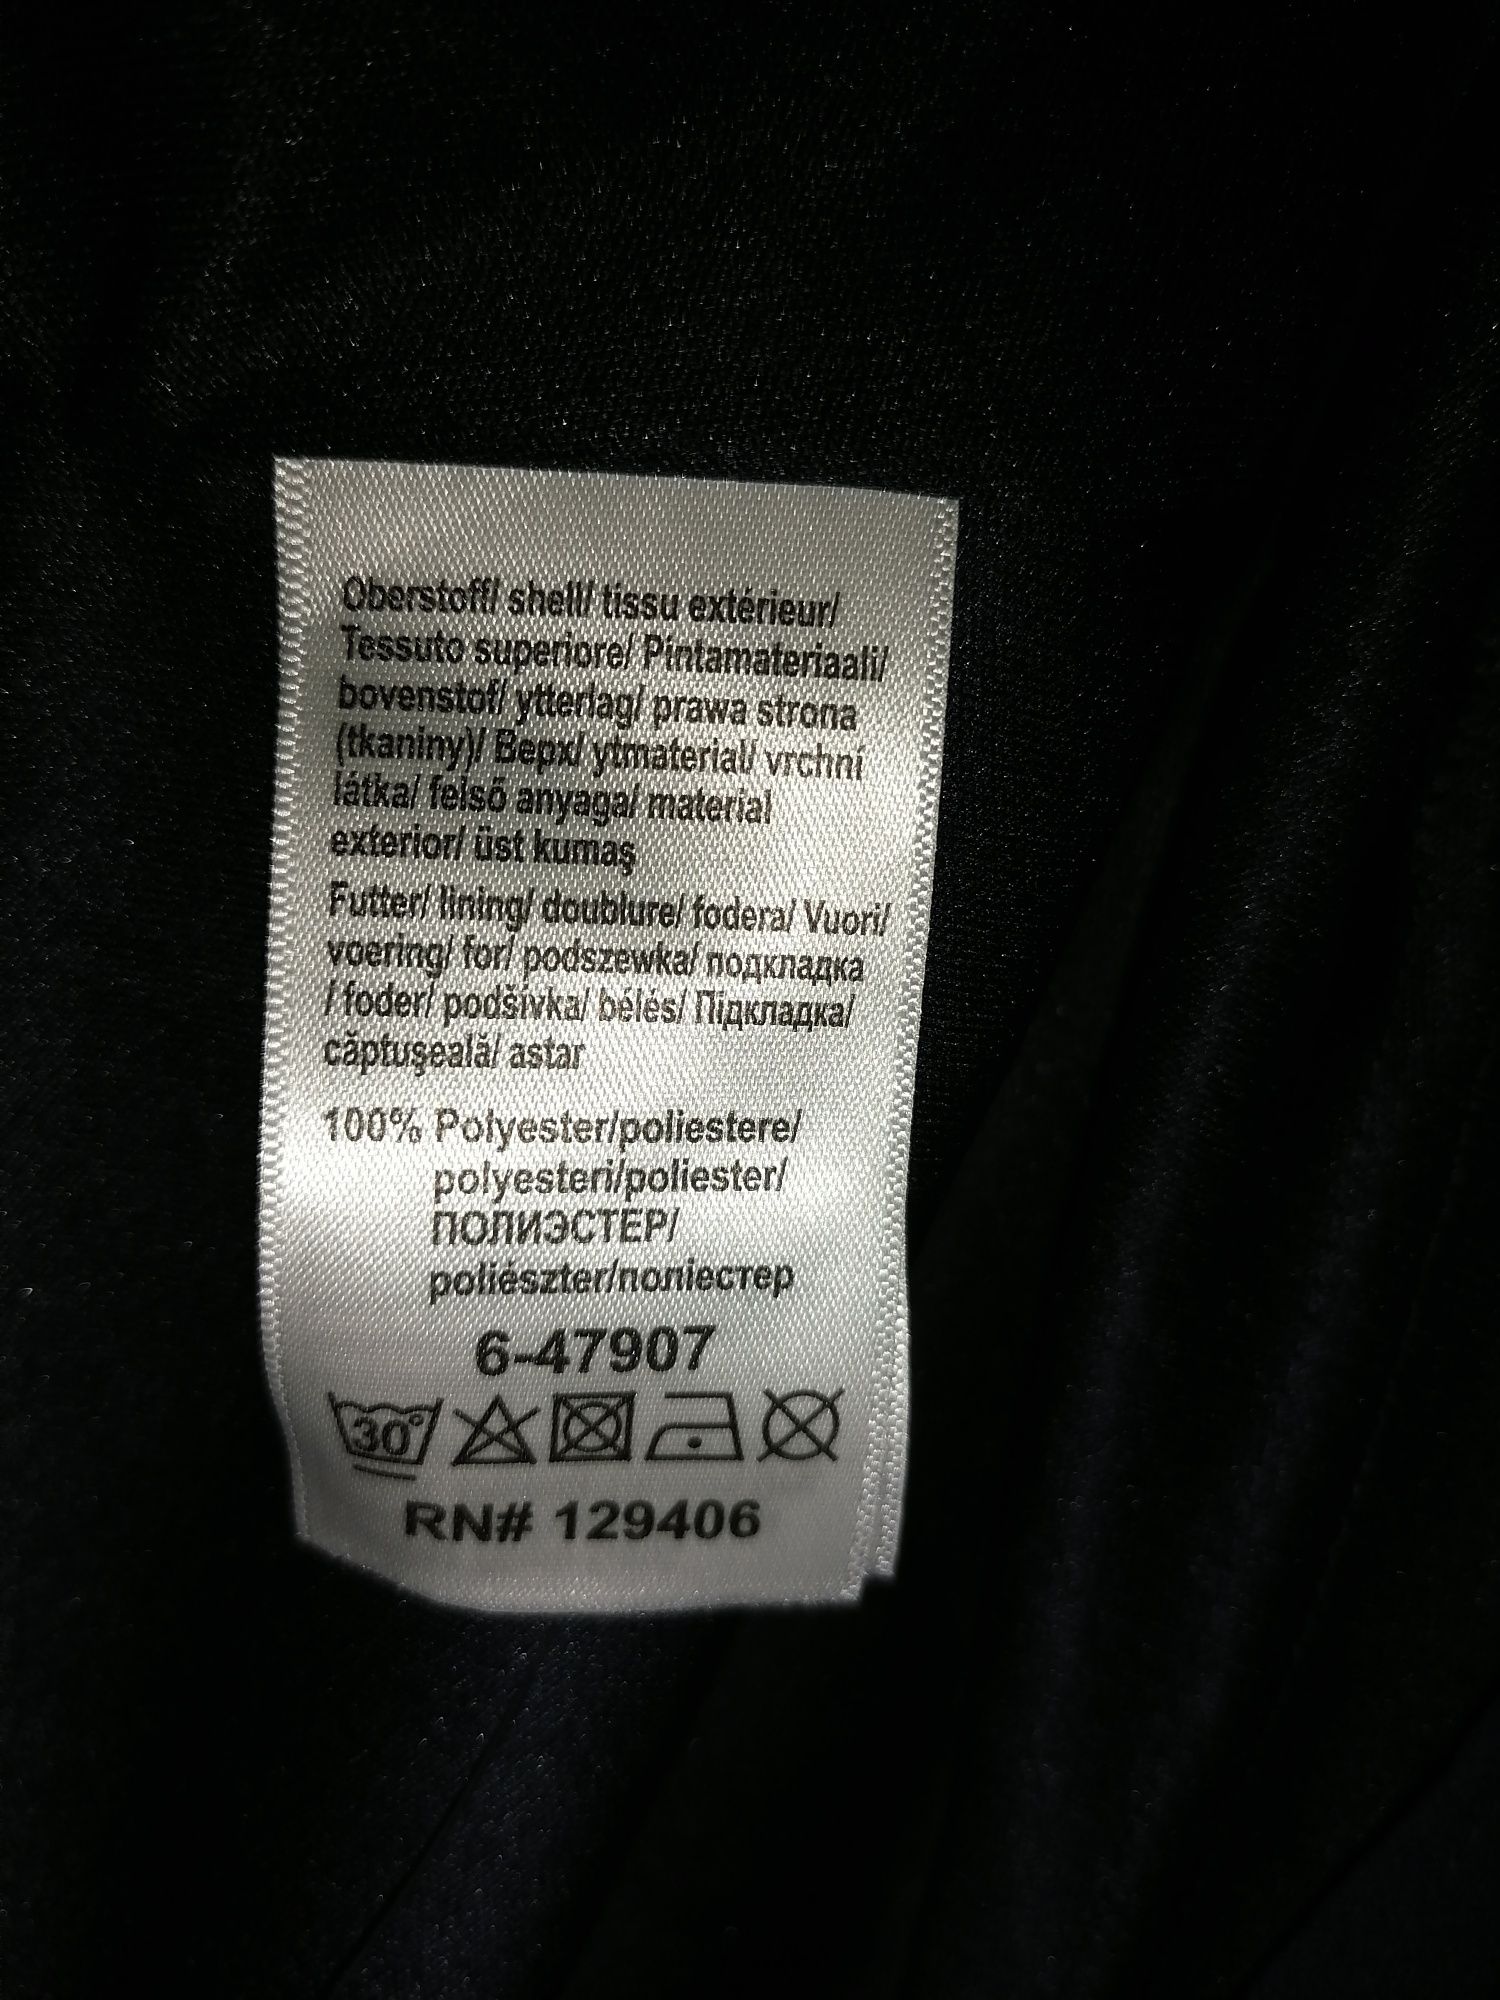 Oberstoff/ shell/ tissu extérieur/
Tessuto superiore/ Pintamateriaali/
bovenstof/ ytterlag/ prawa strona
(tkaniny)/ Верх/ ytmaterial/ vrchní
látka/ felső anyaga/ material
exterior/ üst kumaş
Futter/ lining/ doublure/ fodera/ Vuori/
voering/ for/ podszewka/ подкладка
/ foder/ podšívka/ bélés/ Підкладка/
căptuşeală/ astar
100% Polyester/poliestere/
polyesteri/poliester/
ПОЛИЭСТЕР/
poliészter/поліестер
6-47907
30°
RN# 129406